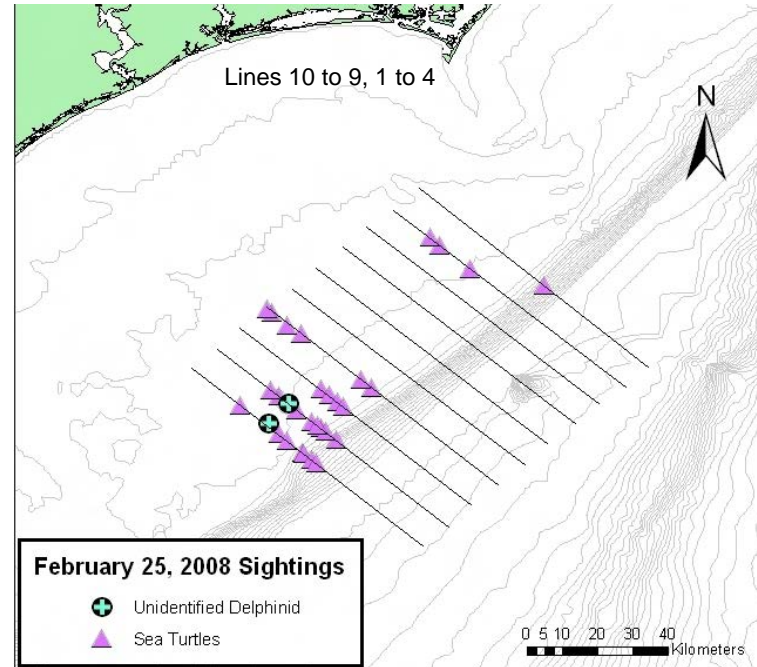 Lines 10 to 9, 1 to 4
N
February 25, 2008 Sightings
Unidentified Delphinid
Sea Turtles
0 5 10 20 30 40
Kilometers